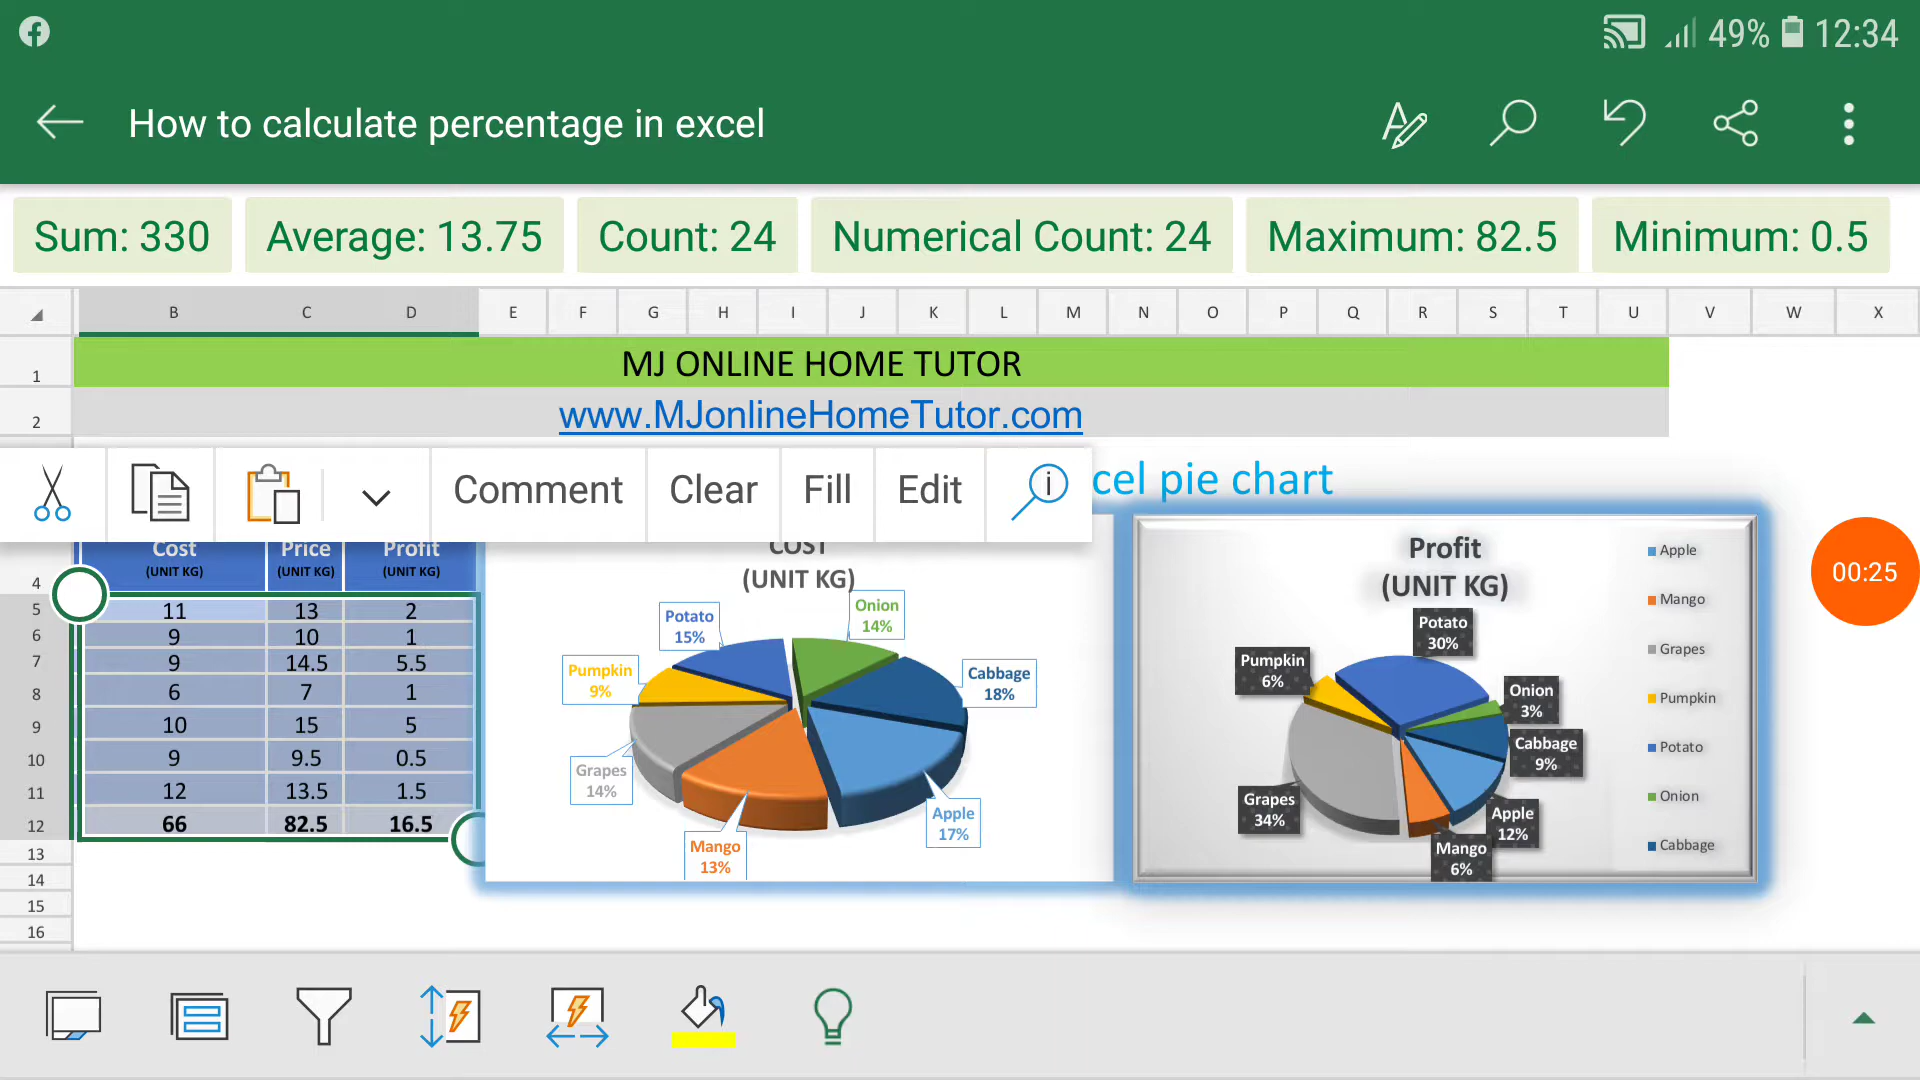 49% 12:34
How to calculate percentage in excel
Sum: 330 Average: 13.75 Count: 24 Numerical Count: 24 Maximum: 82.5 Minimum: 0.5
B C D E F G H I J K L M N O P Q R S T U V W X
1 MJ ONLINE HOME TUTOR
2 www.MJonlineHomeTutor.com
Comment Clear Fill Edit
cel pie chart
Cost Price Profit
4 (UNIT KG) (UNIT KG) (UNIT KG)
5 11 13 2
6 9 10 1
7 9 14.5 5.5
8 6 7 1
9 10 15 5
10 9 9.5 0.5
11 12 13.5 1.5
12 66 82.5 16.5
13
14
15
16
COST
(UNIT KG)
Potato
15%
Onion
14%
Pumpkin
9%
Cabbage
18%
Grapes
14%
Apple
17%
Mango
13%
Profit
(UNIT KG)
Potato
30%
Pumpkin
6%
Onion
3%
Cabbage
9%
Grapes
34%
Apple
12%
Mango
6%
Apple
Mango
Grapes
Pumpkin
Potato
Onion
Cabbage
00:25